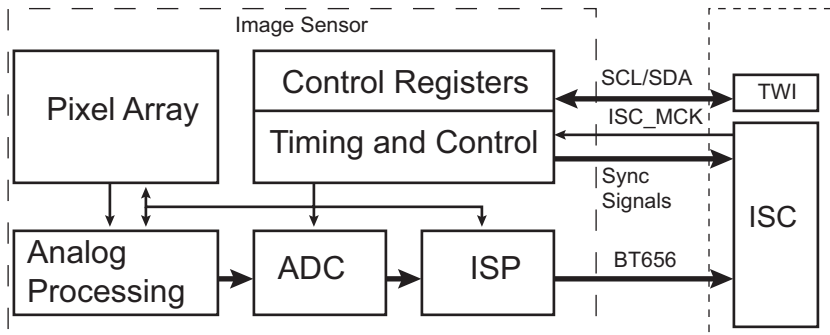 Image Sensor
Pixel Array
Control Registers
Timing and Control
SCL/SDA
TWI
ISC_MCK
Sync
Signals
ISC
Analog
Processing
ADC
ISP
BT656